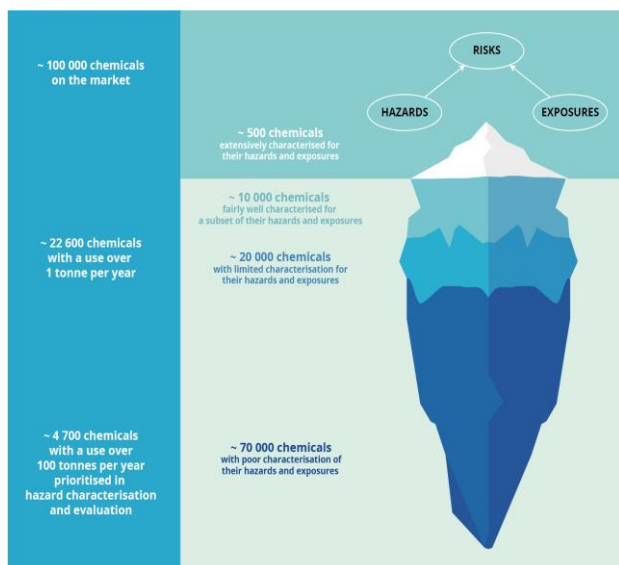 ~ 100 000 chemicals
on the market
RISKS
HAZARDS
EXPOSURES
~ 500 chemicals
extensively characterised for
their hazards and exposures
~ 10 000 chemicals
fairly well characterised for
a subset of their hazards and exposures
~ 22 600 chemicals
with a use over
1 tonne per year
~ 20 000 chemicals
with limited characterisation for
their hazards and exposures
~ 4 700 chemicals
with a use over
100 tonnes per year
prioritised in
hazard characterisation
and evaluation
~ 70 000 chemicals
with poor characterisation of
their hazards and exposures